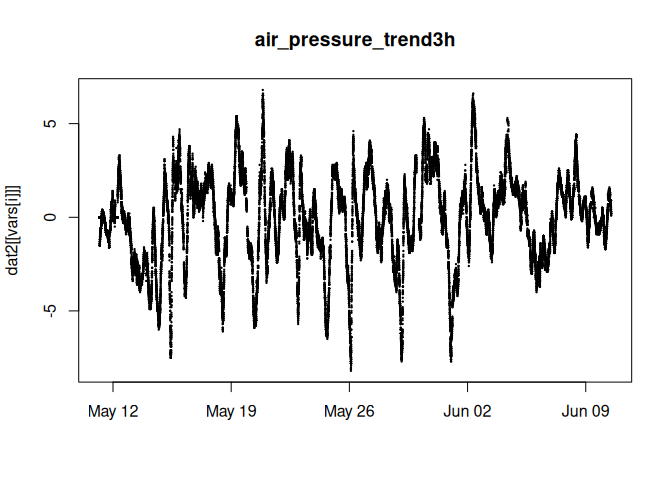 air_pressure_trend3h
dat2[[vars[i]]]
5
0
-5
May 12
May 19
May 26
Jun 02
Jun 09